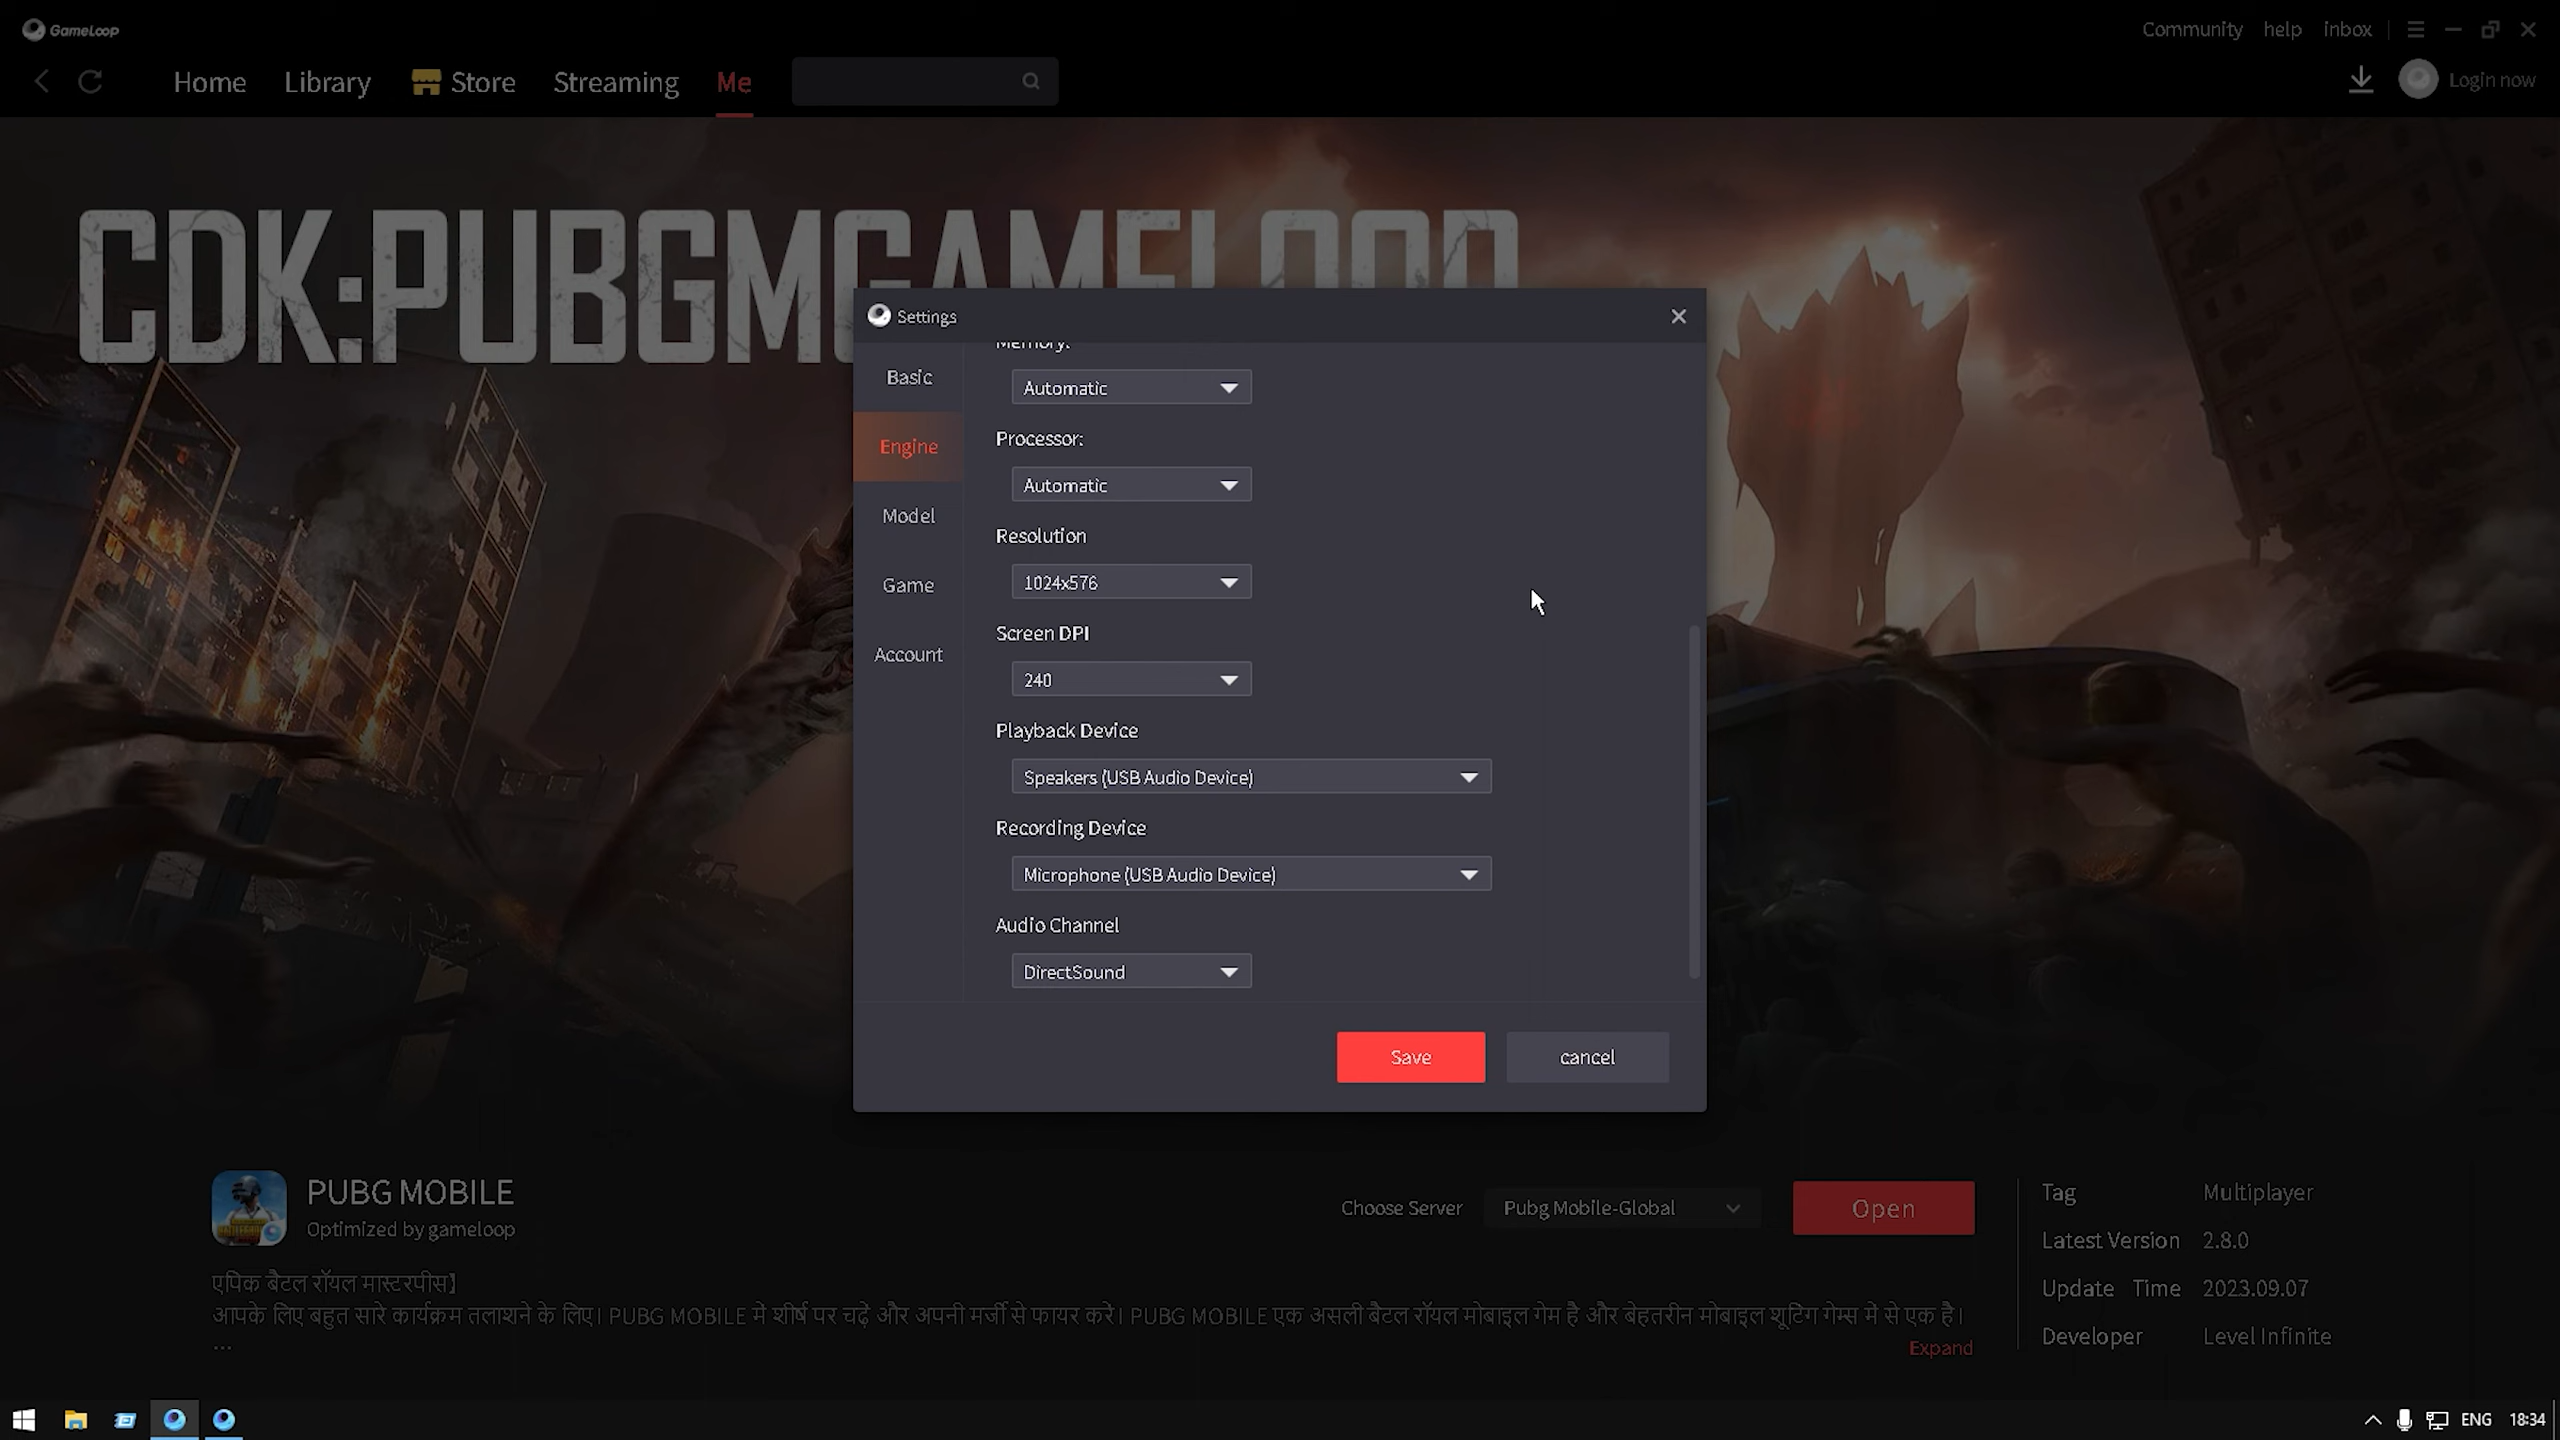 GameLoop
Community help inbox
Home Library Store Streaming Me
Login now
CDK:PUBGMGAMELOOP
Settings
Memory:
Basic
Automatic
Processor:
Engine
Automatic
Model
Resolution
1024x576
Game
Screen DPI
Account
240
Playback Device
Speakers (USB Audio Device)
Recording Device
Microphone (USB Audio Device)
Audio Channel
DirectSound
Save cancel
PUBG MOBILE
Optimized by gameloop
Choose Server Pubg Mobile-Global Open
Tag Multiplayer
Latest Version 2.8.0
Update Time 2023.09.07
Developer Level Infinite
एपिक बैटल रॉयल मास्टरपीस】
आपके लिए बहुत सारे कार्यक्रम तलाशने के लिए। PUBG MOBILE में शीर्ष पर चढ़ें और अपनी मर्जी से फायर करें। PUBG MOBILE एक असली बैटल रॉयल मोबाइल गेम है और बेहतरीन मोबाइल शूटिंग गेम्स में से एक है।
...
Expand
ENG 18:34